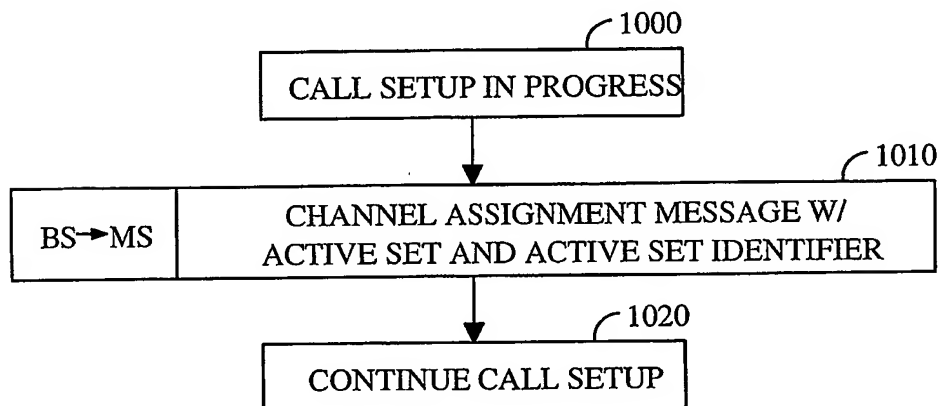 1000
CALL SETUP IN PROGRESS
1010
BS→MS
CHANNEL ASSIGNMENT MESSAGE W/
ACTIVE SET AND ACTIVE SET IDENTIFIER
1020
CONTINUE CALL SETUP